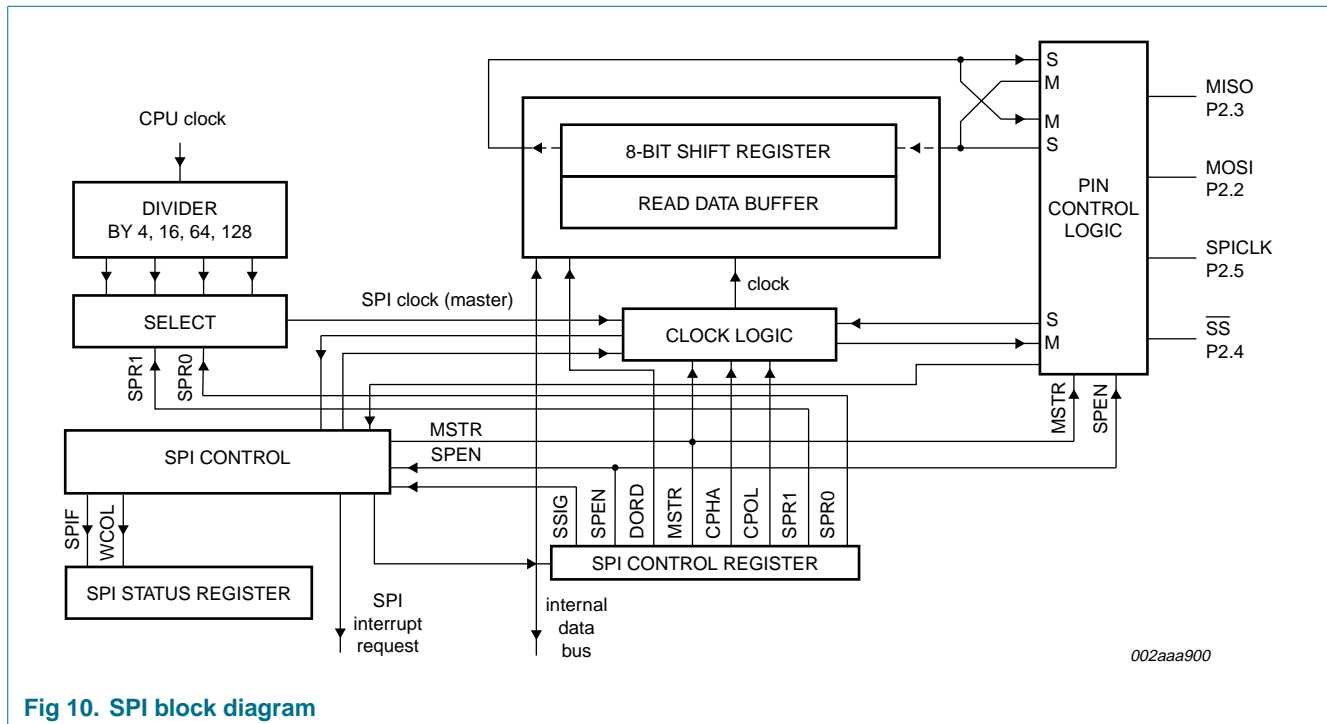 CPU clock
DIVIDER
BY 4, 16, 64, 128
SELECT
SPR1
SPR0
SPI clock (master)
8-BIT SHIFT REGISTER
READ DATA BUFFER
clock
CLOCK LOGIC
S
M
M
S
PIN
CONTROL
LOGIC
S
M
MISO
P2.3
MOSI
P2.2
SPICLK
P2.5
SS
P2.4
MSTR
SPEN
SPI CONTROL
MSTR
SPEN
SPIF
WCOL
SPI STATUS REGISTER
SSIG
SPEN
DORD
MSTR
CPHA
CPOL
SPR1
SPR0
SPI CONTROL REGISTER
SPI
interrupt
request
internal
data
bus
002aaa900
Fig 10. SPI block diagram